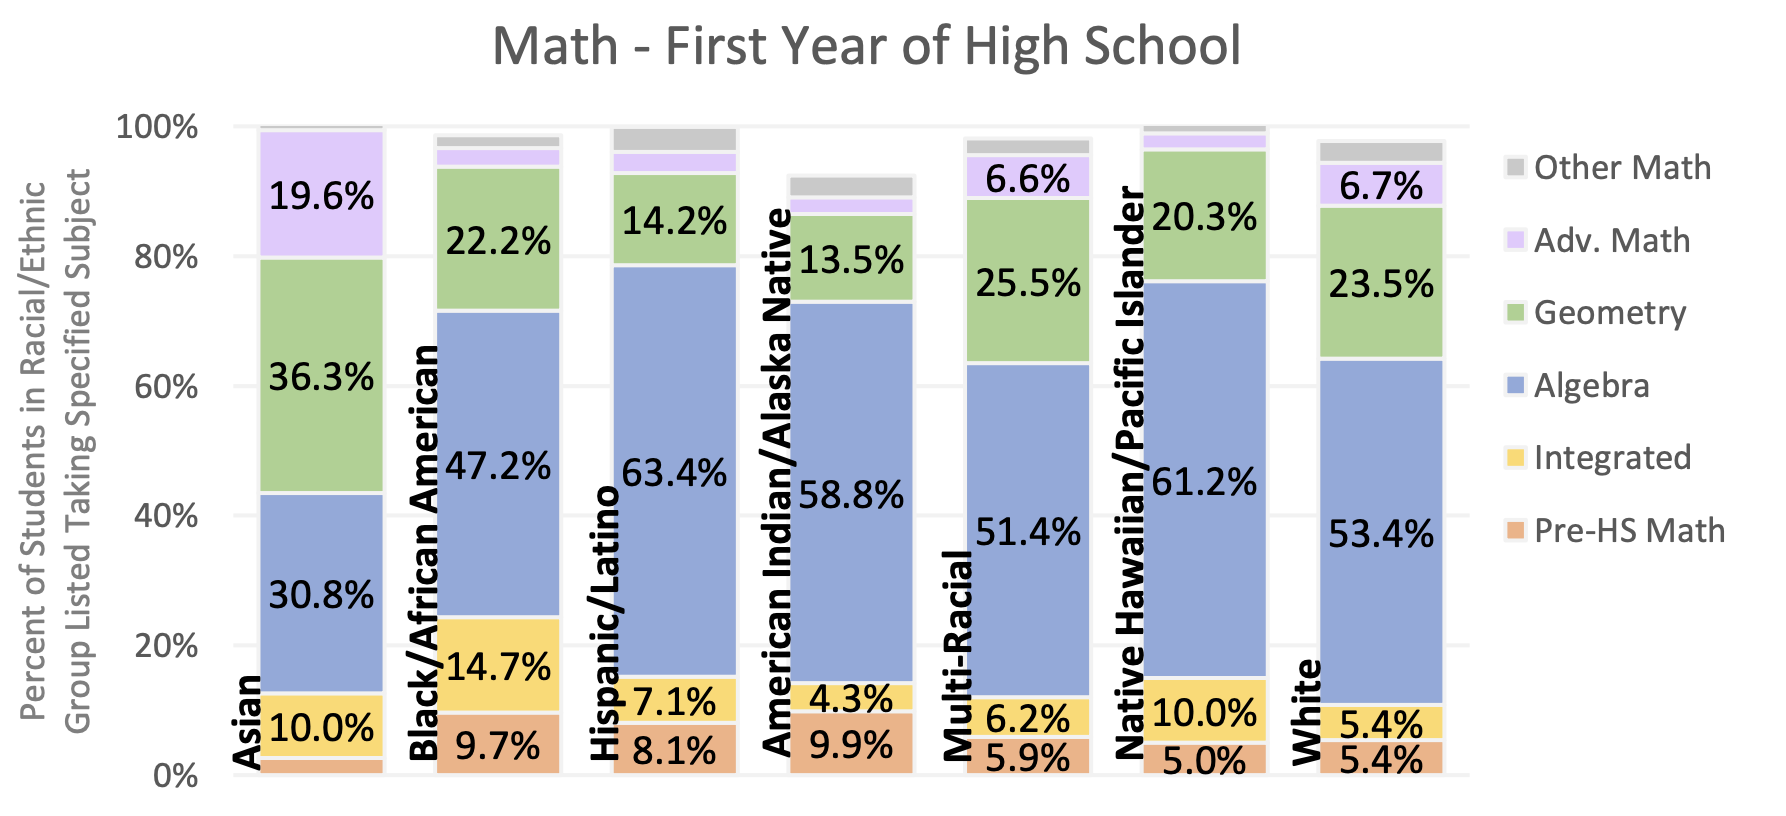 Math - First Year of High School
Percent of Students in Racial/Ethnic
Group Listed Taking Specified Subject
100%
80%
60%
40%
20%
0%
Asian
19.6%
36.3%
30.8%
10.0%
Black/African American
22.2%
47.2%
14.7%
9.7%
Hispanic/Latino
14.2%
63.4%
7.1%
8.1%
American Indian/Alaska Native
13.5%
58.8%
4.3%
9.9%
Multi-Racial
6.6%
25.5%
51.4%
6.2%
5.9%
Native Hawaiian/Pacific Islander
20.3%
61.2%
10.0%
5.0%
White
6.7%
23.5%
53.4%
5.4%
5.4%
Other Math
Adv. Math
Geometry
Algebra
Integrated
Pre-HS Math